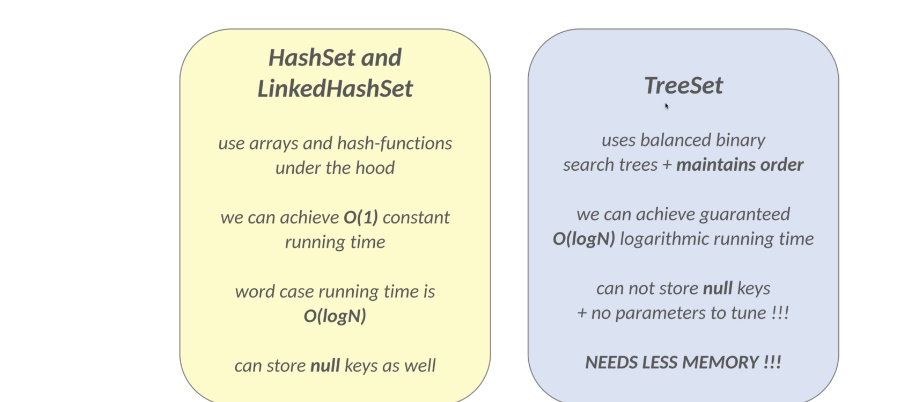 HashSet and
LinkedHashSet
use arrays and hash-functions
under the hood
we can achieve O(1) constant
running time
word case running time is
O(logN)
can store null keys as well
TreeSet
uses balanced binary
search trees + maintains order
we can achieve guaranteed
O(logN) logarithmic running time
can not store null keys
+ no parameters to tune !!!
NEEDS LESS MEMORY !!!